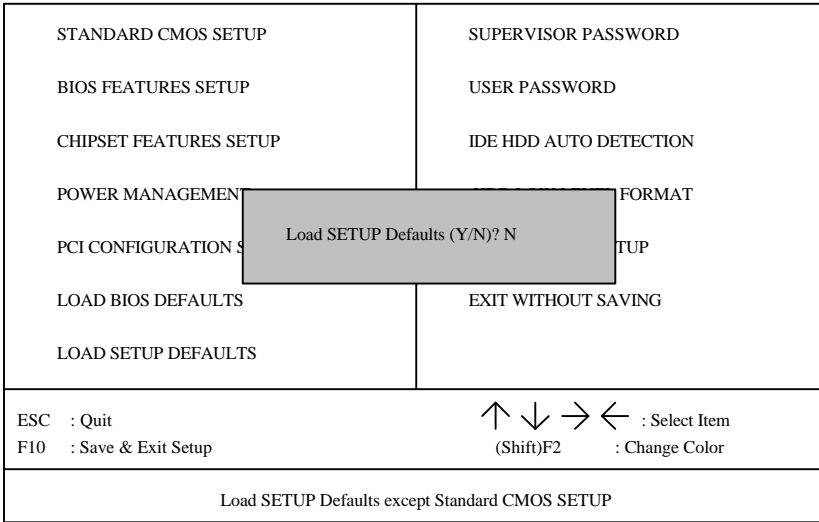 STANDARD CMOS SETUP
BIOS FEATURES SETUP
CHIPSET FEATURES SETUP
POWER MANAGEMENT
PCI CONFIGURATION
LOAD BIOS DEFAULTS
LOAD SETUP DEFAULTS
SUPERVISOR PASSWORD
USER PASSWORD
IDE HDD AUTO DETECTION
FORMAT
EXIT WITHOUT SAVING
Load SETUP Defaults (Y/N)? N
ESC : Quit
F10 : Save & Exit Setup
↑ ↓ → ← : Select Item
(Shift)F2 : Change Color
Load SETUP Defaults except Standard CMOS SETUP